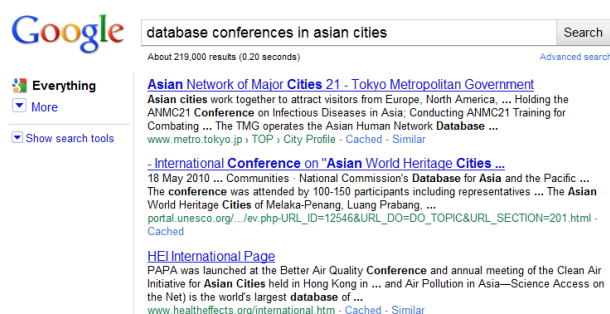 Google
database conferences in asian cities
Search
About 219,000 results (0.20 seconds)
Advanced search
Everything
More
Show search tools
Asian Network of Major Cities 21 - Tokyo Metropolitan Government
Asian cities work together to attract visitors from Europe, North America, ... Holding the
ANMC21 Conference on Infectious Diseases in Asia; Conducting ANMC21 Training for
Combating ... The TMG operates the Asian Human Network Database ...
www.metro.tokyo.jp › TOP › City Profile - Cached - Similar
- International Conference on "Asian World Heritage Cities ...
18 May 2010 ... Communities · National Commission's Database for Asia and the Pacific ...
The conference was attended by 100-150 participants including representatives ... The Asian
World Heritage Cities of Melaka-Penang, Luang Prabang, ...
portal.unesco.org/.../ev.php-URL_ID=12546&URL_DO=DO_TOPIC&URL_SECTION=201.html -
Cached
HEI International Page
PAPA was launched at the Better Air Quality Conference and annual meeting of the Clean Air
Initiative for Asian Cities held in Hong Kong in ... and Air Pollution in Asia—Science Access on
the Net) is the world's largest database of ...
www.healtheffects.org/international.htm - Cached - Similar